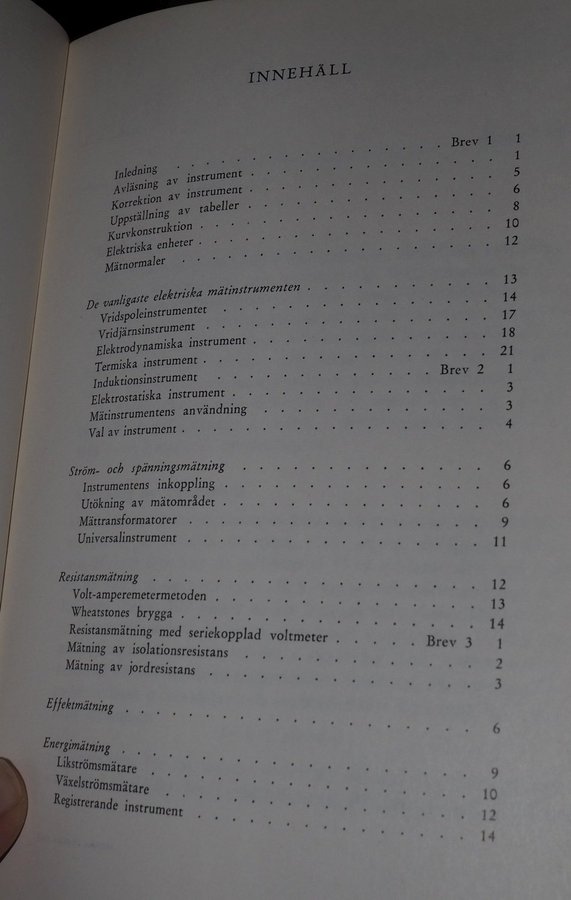 INNEHÅLL
Inledning . . . . . . . . . . . . . . . . Brev 1 1
Avläsning av instrument . . . . . . . . . . . . . . . . 1
Korrektion av instrument . . . . . . . . . . . . . . . . 5
Uppställning av tabeller . . . . . . . . . . . . . . . . 6
Kurvkonstruktion . . . . . . . . . . . . . . . . 8
Elektriska enheter . . . . . . . . . . . . . . . . 10
Mätnormaler . . . . . . . . . . . . . . . . 12
De vanligaste elektriska mätinstrumenten . . . . . . . . . . . . 13
Vridspoleinstrumentet . . . . . . . . . . . . . . . . 14
Vridjärnsinstrument . . . . . . . . . . . . . . . . 17
Elektrodynamiska instrument . . . . . . . . . . . . . . 18
Termiska instrument . . . . . . . . . . . . . . . . 21
Induktionsinstrument . . . . . . . . . . . . Brev 2 1
Elektrostatiska instrument . . . . . . . . . . . . . . 3
Mätinstrumentens användning . . . . . . . . . . . . . . 3
Val av instrument . . . . . . . . . . . . . . . . 4
Ström- och spänningsmätning . . . . . . . . . . . . . . 6
Instrumentens inkoppling . . . . . . . . . . . . . . 6
Utökning av mätområdet . . . . . . . . . . . . . . 6
Mättransformatorer . . . . . . . . . . . . . . . . 9
Universalinstrument . . . . . . . . . . . . . . . . 11
Resistansmätning . . . . . . . . . . . . . . . . 12
Volt-amperemetermetoden . . . . . . . . . . . . . . 13
Wheatstones brygga . . . . . . . . . . . . . . . . 14
Resistansmätning med seriekopplad voltmeter . . . . . Brev 3 1
Mätning av isolationsresistans . . . . . . . . . . . . . . 2
Mätning av jordresistans . . . . . . . . . . . . . . . . 3
Effektmätning . . . . . . . . . . . . . . . . 6
Energimätning . . . . . . . . . . . . . . . . 9
Likströmsmätare . . . . . . . . . . . . . . . . 10
Växelströmsmätare . . . . . . . . . . . . . . . . 12
Registrerande instrument . . . . . . . . . . . . . . 14